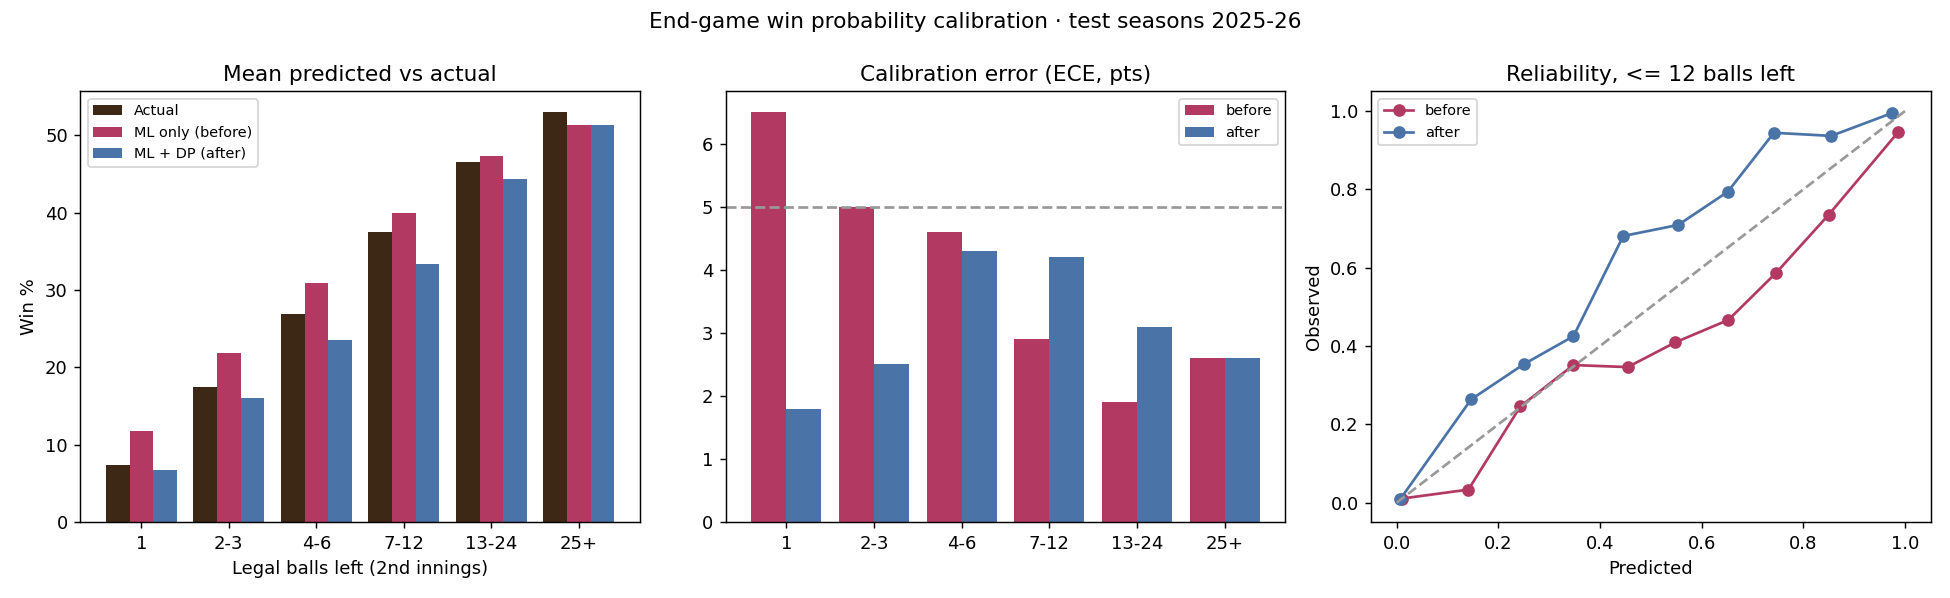 End-game win probability calibration · test seasons 2025-26
Mean predicted vs actual
Actual
ML only (before)
ML + DP (after)
Win %
50
40
30
20
10
0
1 2-3 4-6 7-12 13-24 25+
Legal balls left (2nd innings)
Calibration error (ECE, pts)
before
after
6
5
4
3
2
1
0
1 2-3 4-6 7-12 13-24 25+
Reliability, <= 12 balls left
before
after
Observed
1.0
0.8
0.6
0.4
0.2
0.0
0.0 0.2 0.4 0.6 0.8 1.0
Predicted